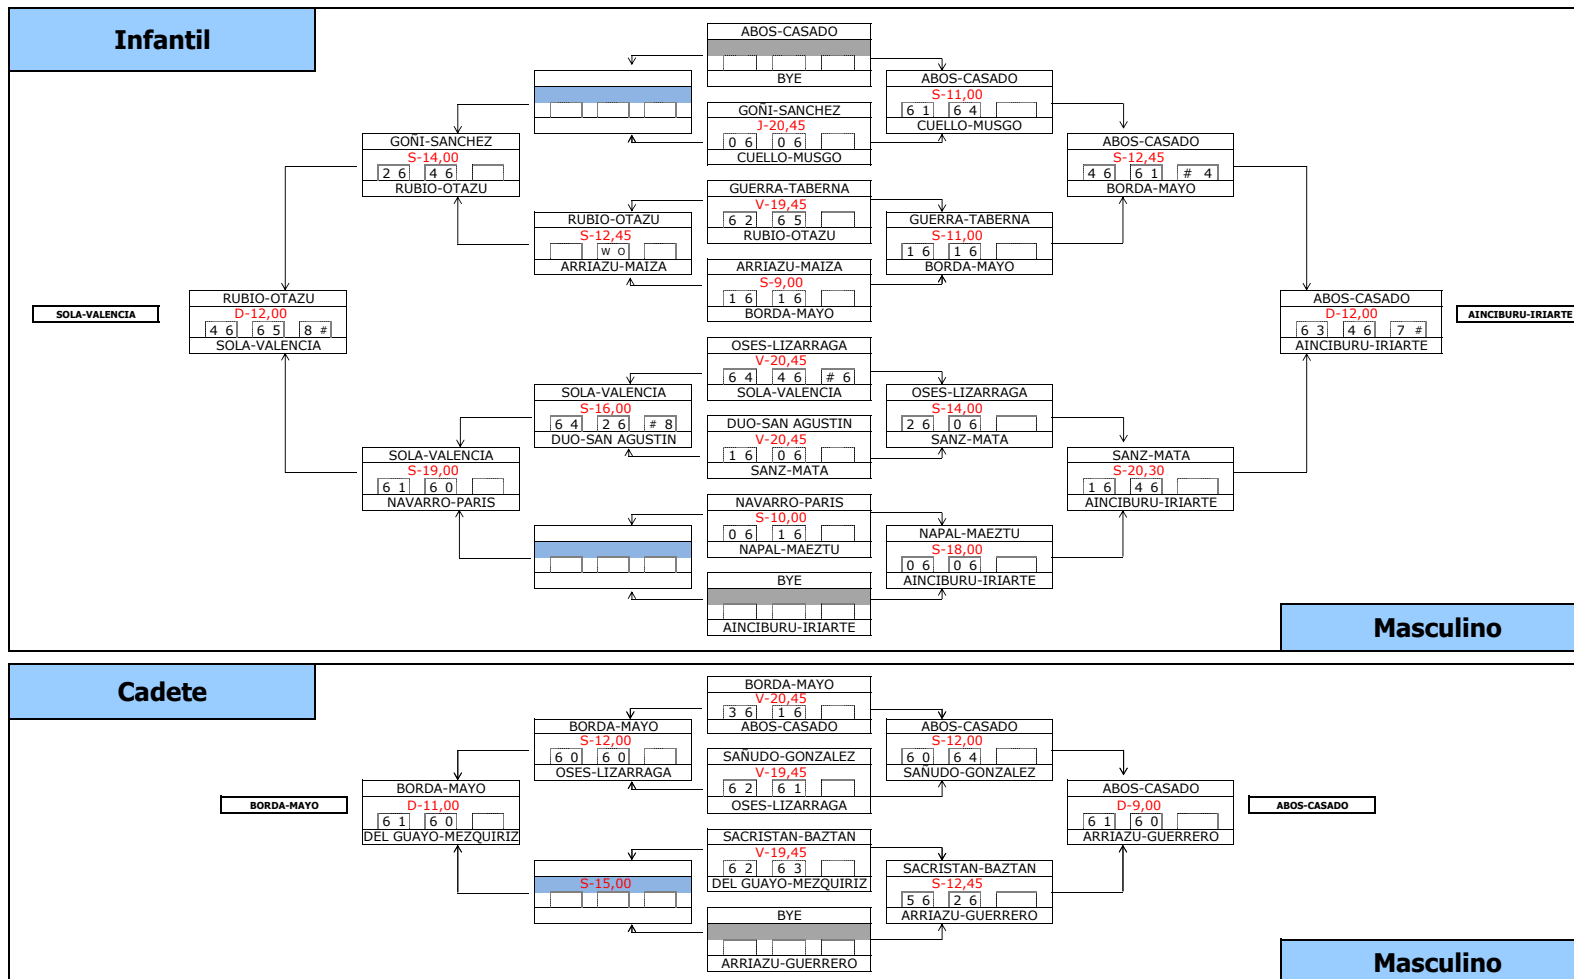 Infantil
ABOS-CASADO
BYE
ABOS-CASADO
S-11,00
6 1 6 4
CUELLO-MUSGO
GOÑI-SANCHEZ
J-20,45
0 6 0 6
CUELLO-MUSGO
GOÑI-SANCHEZ
S-14,00
2 6 4 6
RUBIO-OTAZU
ABOS-CASADO
S-12,45
4 6 6 1 # 4
BORDA-MAYO
GUERRA-TABERNA
V-19,45
6 2 6 5
RUBIO-OTAZU
RUBIO-OTAZU
S-12,45
W O
ARRIAZU-MAIZA
GUERRA-TABERNA
S-11,00
1 6 1 6
BORDA-MAYO
ARRIAZU-MAIZA
S-9,00
1 6 1 6
BORDA-MAYO
SOLA-VALENCIA
RUBIO-OTAZU
D-12,00
4 6 6 5 8 #
SOLA-VALENCIA
ABOS-CASADO
D-12,00
6 3 4 6 7 #
AINCIBURU-IRIARTE
AINCIBURU-IRIARTE
OSES-LIZARRAGA
V-20,45
6 4 4 6 # 6
SOLA-VALENCIA
SOLA-VALENCIA
S-16,00
6 4 2 6 # 8
DUO-SAN AGUSTIN
OSES-LIZARRAGA
S-14,00
2 6 0 6
SANZ-MATA
DUO-SAN AGUSTIN
V-20,45
1 6 0 6
SANZ-MATA
SOLA-VALENCIA
S-19,00
6 1 6 0
NAVARRO-PARIS
SANZ-MATA
S-20,30
1 6 4 6
AINCIBURU-IRIARTE
NAVARRO-PARIS
S-10,00
0 6 1 6
NAPAL-MAEZTU
NAPAL-MAEZTU
S-18,00
0 6 0 6
AINCIBURU-IRIARTE
BYE
AINCIBURU-IRIARTE
Masculino
Cadete
BORDA-MAYO
V-20,45
3 6 1 6
ABOS-CASADO
BORDA-MAYO
S-12,00
6 0 6 0
OSES-LIZARRAGA
ABOS-CASADO
S-12,00
6 0 6 4
SAÑUDO-GONZALEZ
SAÑUDO-GONZALEZ
V-19,45
6 2 6 1
OSES-LIZARRAGA
BORDA-MAYO
BORDA-MAYO
D-11,00
6 1 6 0
DEL GUAYO-MEZQUIRIZ
ABOS-CASADO
D-9,00
6 1 6 0
ARRIAZU-GUERRERO
ABOS-CASADO
SACRISTAN-BAZTAN
V-19,45
6 2 6 3
DEL GUAYO-MEZQUIRIZ
S-15,00
SACRISTAN-BAZTAN
S-12,45
5 6 2 6
ARRIAZU-GUERRERO
BYE
ARRIAZU-GUERRERO
Masculino